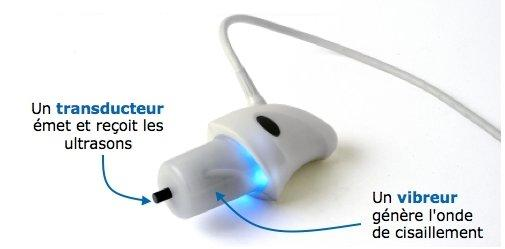 Un transducteur
émet et reçoit les
ultrasons
Un vibreur
génère l'onde
de cisaillement